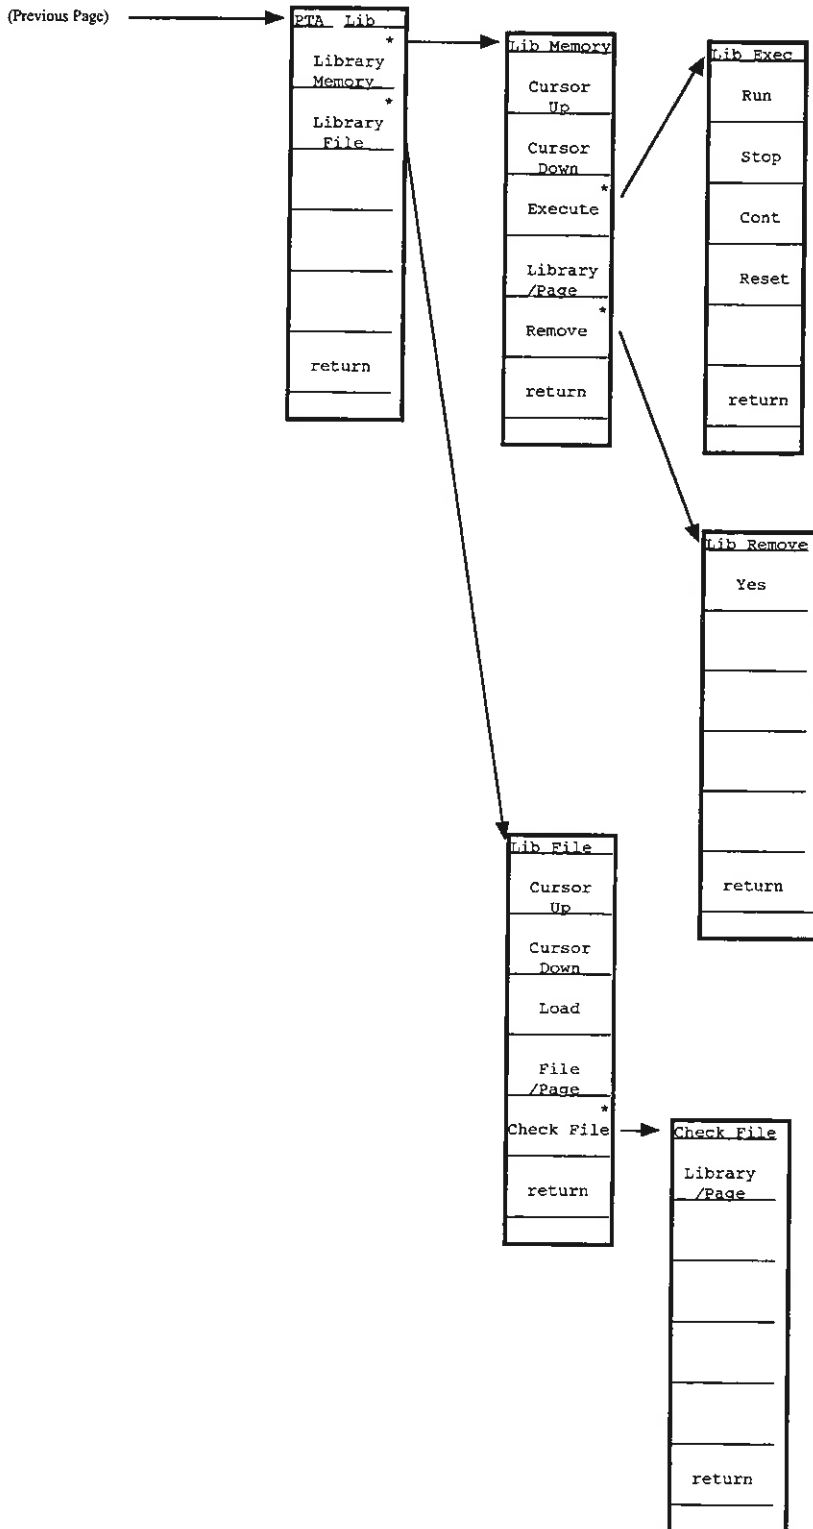 (Previous Page)
PTA Lib
*
Library
Memory
*
Library
File
return
Lib Memory
Cursor
Up
Cursor
Down
*
Execute
Library
/Page
*
Remove
return
Lib Exec
Run
Stop
Cont
Reset
return
Lib Remove
Yes
return
Lib File
Cursor
Up
Cursor
Down
Load
File
/Page
*
Check File
return
Check File
Library
/Page
return